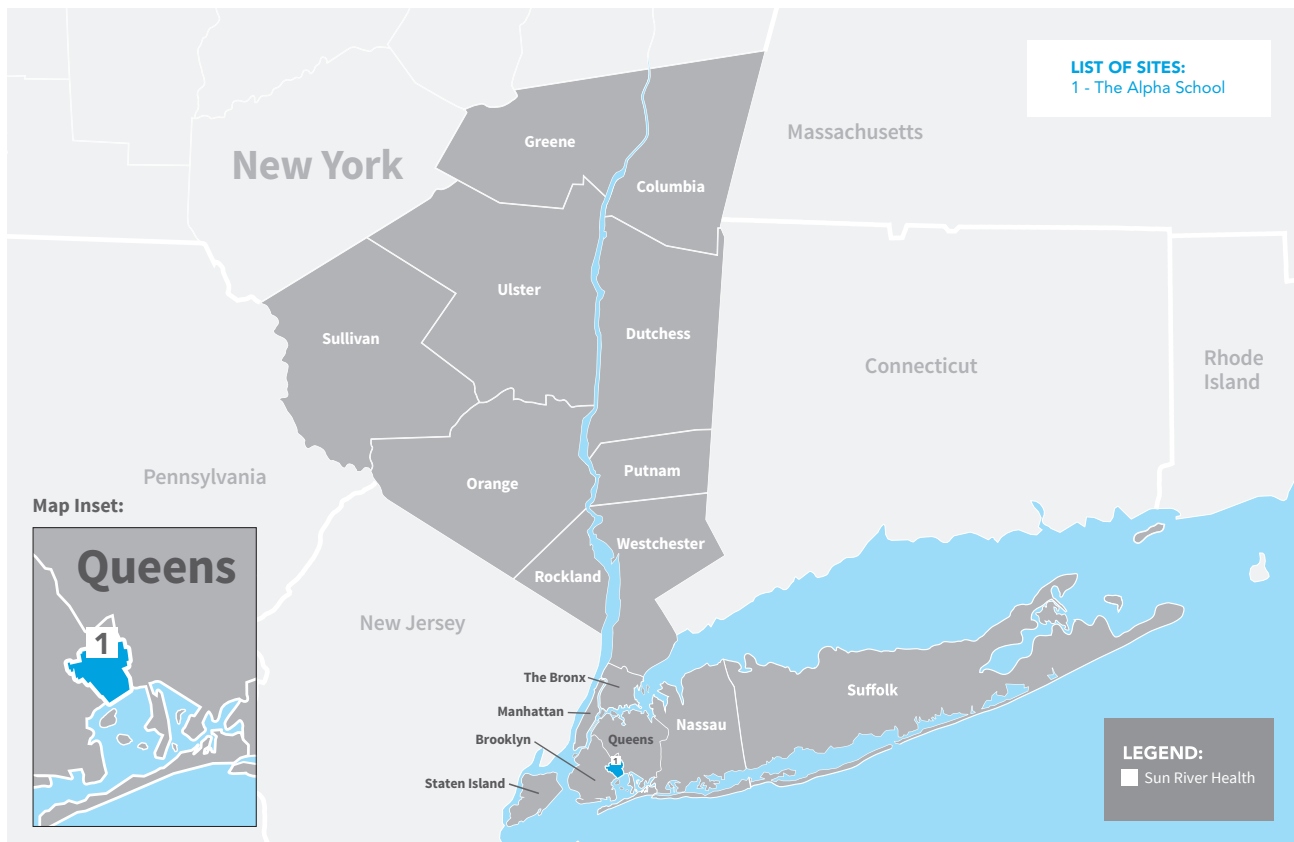 LIST OF SITES:
1 - The Alpha School
Massachusetts
New York
Greene
Columbia
Ulster
Sullivan
Dutchess
Connecticut
Rhode
Island
Pennsylvania
Orange
Putnam
Map Inset:
Westchester
Queens
Rockland
New Jersey
1
The Bronx
Suffolk
Manhattan
Nassau
Brooklyn
Queens
1
Staten Island
LEGEND:
Sun River Health